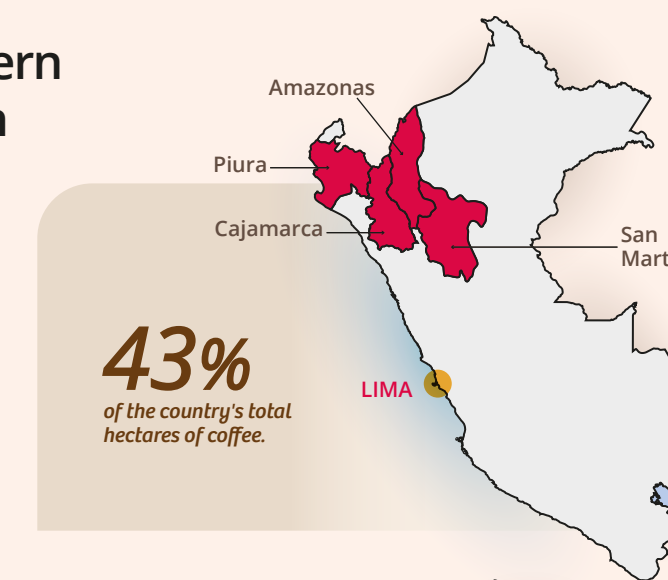 ern
Amazonas
Piura
Cajamarca
San
Mart
43%
of the country's total
hectares of coffee.
LIMA